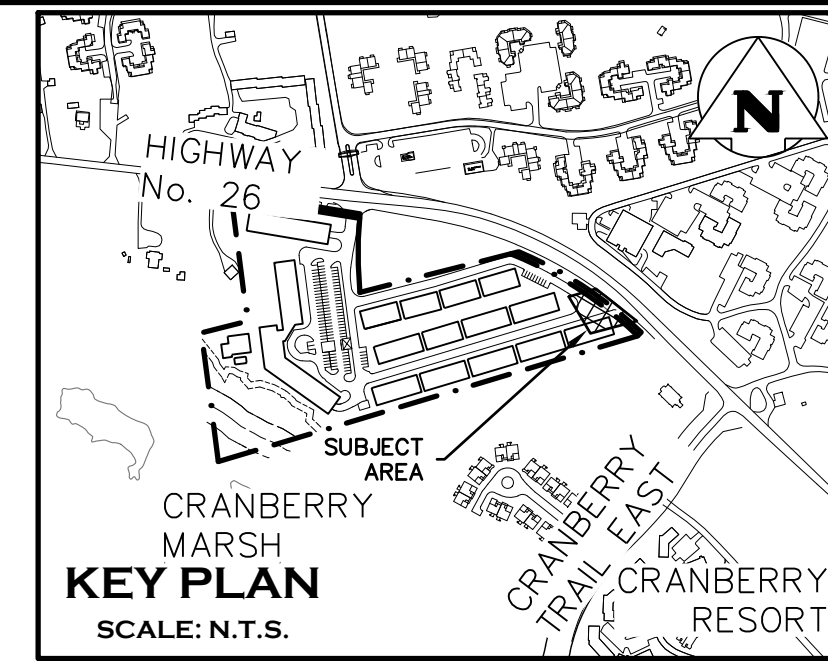 HIGHWAY
No. 26
N
SUBJECT
AREA
CRANBERRY
MARSH
CRANBERRY
TRAIL EAST
CRANBERRY
RESORT
KEY PLAN
SCALE: N.T.S.